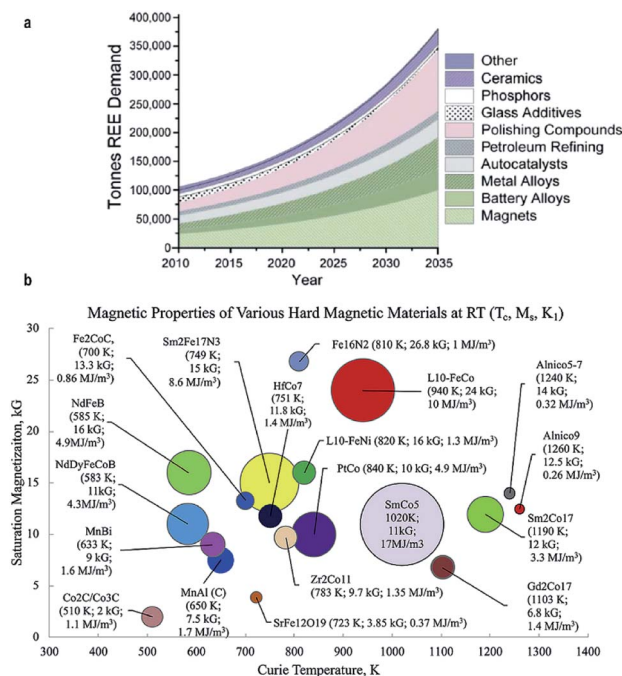 a
Tonnes REE Demand
400,000
350,000
300,000
250,000
200,000
150,000
100,000
50,000
0
2010 2015 2020 2025 2030 2035
Year
Other
Ceramics
Phosphors
Glass Additives
Polishing Compounds
Petroleum Refining
Autocatalysts
Metal Alloys
Battery Alloys
Magnets
b
Magnetic Properties of Various Hard Magnetic Materials at RT (Tc, Ms, K1)
Saturation Magnetizaiton, kG
30
25
20
15
10
5
0
Fe2CoC,
(700 K;
13.3 kG;
0.86 MJ/m³)
Sm2Fe17N3
(749 K;
15 kG;
8.6 MJ/m³)
Fe16N2 (810 K; 26.8 kG; 1 MJ/m³)
HfCo7
(751 K;
11.8 kG;
1.4 MJ/m³)
L10-FeCo
(940 K; 24 kG;
10 MJ/m³)
Alnico5-7
(1240 K;
14 kG;
0.32 MJ/m³)
NdFeB
(585 K;
16 kG;
4.9MJ/m³)
L10-FeNi (820 K; 16 kG; 1.3 MJ/m³)
Alnico9
(1260 K;
12.5 kG;
0.26 MJ/m³)
NdDyFeCoB
(583 K;
11kG;
4.3MJ/m³)
PtCo (840 K; 10 kG; 4.9 MJ/m³)
SmCo5
1020K;
11kG;
17MJ/m3
Sm2Co17
(1190 K;
12 kG;
3.3 MJ/m³)
MnBi
(633 K;
9 kG;
1.6 MJ/m³)
Zr2Co11
(783 K; 9.7 kG; 1.35 MJ/m³)
Gd2Co17
(1103 K;
6.8 kG;
1.4 MJ/m³)
Co2C/Co3C
(510 K; 2 kG;
1.1 MJ/m³)
MnAl (C)
(650 K;
7.5 kG;
1.7 MJ/m³)
SrFe12O19 (723 K; 3.85 kG; 0.37 MJ/m³)
300 400 500 600 700 800 900 1000 1100 1200 1300 1400
Curie Temperature, K